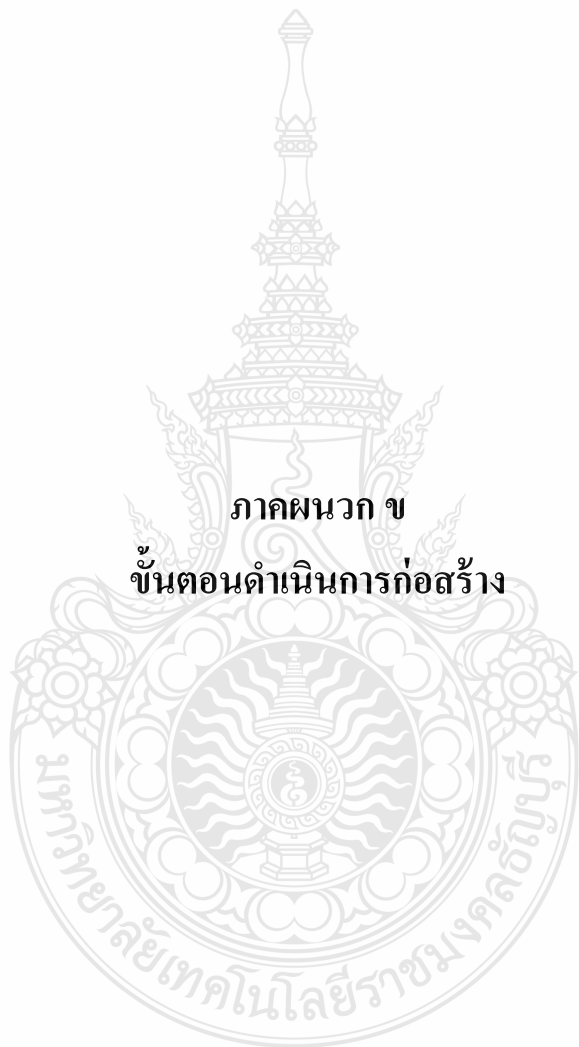 ภาคผนวก ข
ขั้นตอนดำเนินการก่อสร้าง
มหาวิทยาลัยเทคโนโลยีราชมงคลธัญบุรี